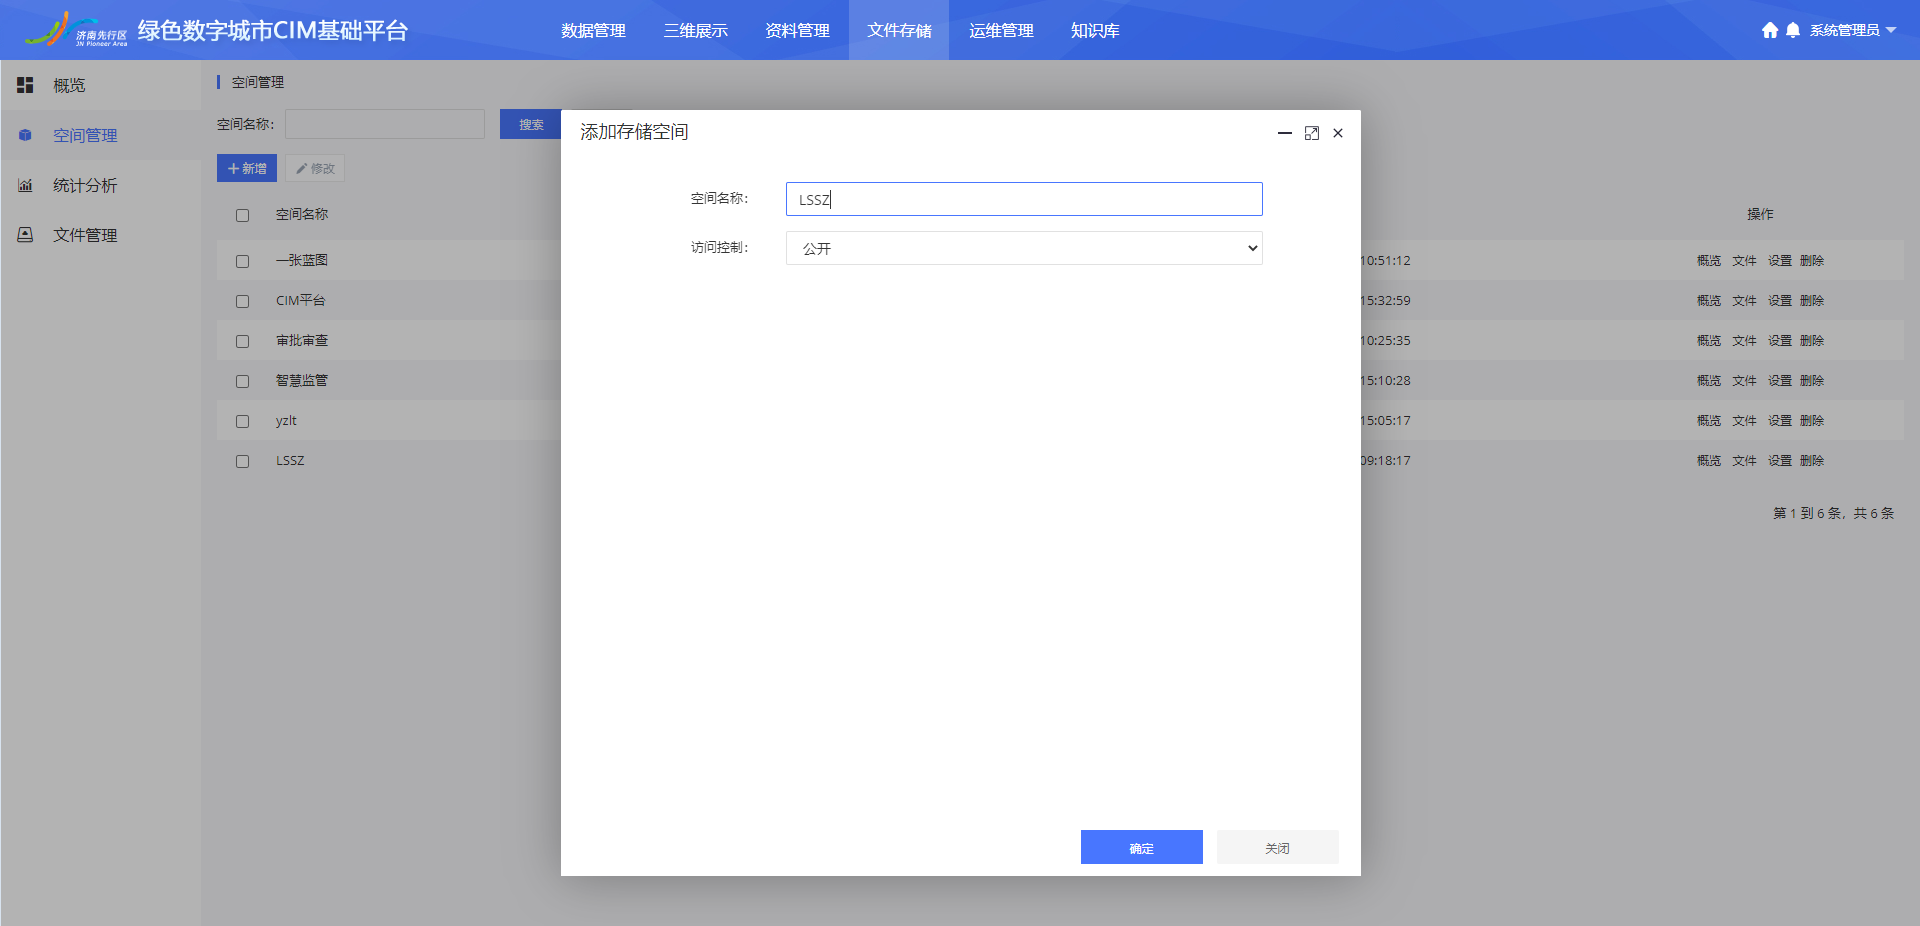 济南先行区
JN Pioneer Area
绿色数字城市CIM基础平台
数据管理 三维展示 资料管理 文件存储 运维管理 知识库
系统管理员
概览
空间管理
统计分析
文件管理
空间管理
空间名称： 搜索
新增 修改
空间名称 操作
一张蓝图 10:51:12 概览 文件 设置 删除
CIM平台 15:32:59 概览 文件 设置 删除
审批审查 10:25:35 概览 文件 设置 删除
智慧监管 15:10:28 概览 文件 设置 删除
yzlt 15:05:17 概览 文件 设置 删除
LSSZ 09:18:17 概览 文件 设置 删除
第 1 到 6 条，共 6 条
添加存储空间
空间名称： LSSZ
访问控制： 公开
确定 关闭